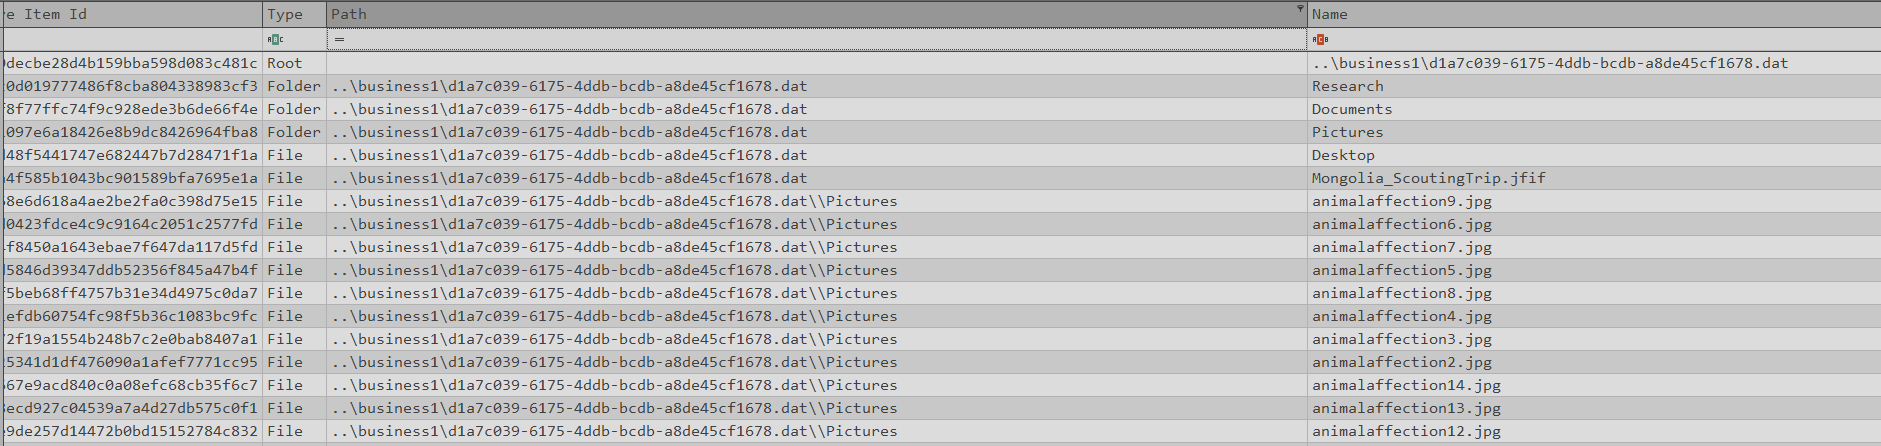 ve Item Id Type Path Name
=
decbe28d4b159bba598d083c481c Root ..\business1\d1a7c039-6175-4ddb-bcdb-a8de45cf1678.dat
0d019777486f8cba804338983cf3 Folder ..\business1\d1a7c039-6175-4ddb-bcdb-a8de45cf1678.dat Research
f8f77ffc74f9c928ede3b6de66f4e Folder ..\business1\d1a7c039-6175-4ddb-bcdb-a8de45cf1678.dat Documents
097e6a18426e8b9dc8426964fba8 Folder ..\business1\d1a7c039-6175-4ddb-bcdb-a8de45cf1678.dat Pictures
d48f5441747e682447b7d28471f1a File ..\business1\d1a7c039-6175-4ddb-bcdb-a8de45cf1678.dat Desktop
4f585b1043bc901589bfa7695e1a File ..\business1\d1a7c039-6175-4ddb-bcdb-a8de45cf1678.dat Mongolia_ScoutingTrip.jfif
8e6d618a4ae2be2fa0c398d75e15 File ..\business1\d1a7c039-6175-4ddb-bcdb-a8de45cf1678.dat\\Pictures animalaffection9.jpg
d0423fdce4c9c9164c2051c2577fd File ..\business1\d1a7c039-6175-4ddb-bcdb-a8de45cf1678.dat\\Pictures animalaffection6.jpg
f8450a1643ebae7f647da117d5fd File ..\business1\d1a7c039-6175-4ddb-bcdb-a8de45cf1678.dat\\Pictures animalaffection7.jpg
d5846d39347ddb52356f845a47b4f File ..\business1\d1a7c039-6175-4ddb-bcdb-a8de45cf1678.dat\\Pictures animalaffection5.jpg
f5beb68ff4757b31e34d4975c0da7 File ..\business1\d1a7c039-6175-4ddb-bcdb-a8de45cf1678.dat\\Pictures animalaffection8.jpg
efdb60754fc98f5b36c1083bc9fc File ..\business1\d1a7c039-6175-4ddb-bcdb-a8de45cf1678.dat\\Pictures animalaffection4.jpg
2f19a1554b248b7c2e0bab8407a1 File ..\business1\d1a7c039-6175-4ddb-bcdb-a8de45cf1678.dat\\Pictures animalaffection3.jpg
5341d1df476090a1afef7771cc95 File ..\business1\d1a7c039-6175-4ddb-bcdb-a8de45cf1678.dat\\Pictures animalaffection2.jpg
67e9acd840c0a08efc68cb35f6c7 File ..\business1\d1a7c039-6175-4ddb-bcdb-a8de45cf1678.dat\\Pictures animalaffection14.jpg
ecd927c04539a7a4d27db575c0f1 File ..\business1\d1a7c039-6175-4ddb-bcdb-a8de45cf1678.dat\\Pictures animalaffection13.jpg
9de257d14472b0bd15152784c832 File ..\business1\d1a7c039-6175-4ddb-bcdb-a8de45cf1678.dat\\Pictures animalaffection12.jpg